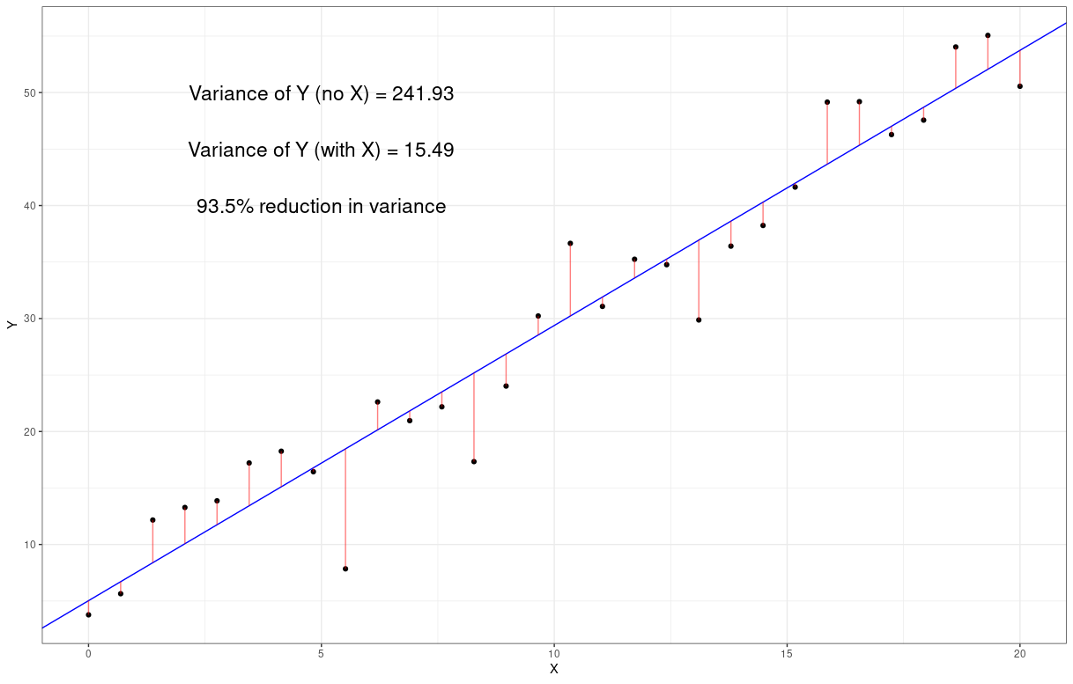 Variance of Y (no X) = 241.93
Variance of Y (with X) = 15.49
93.5% reduction in variance
50
40
30
20
10
Y
0 5 10 15 20
X